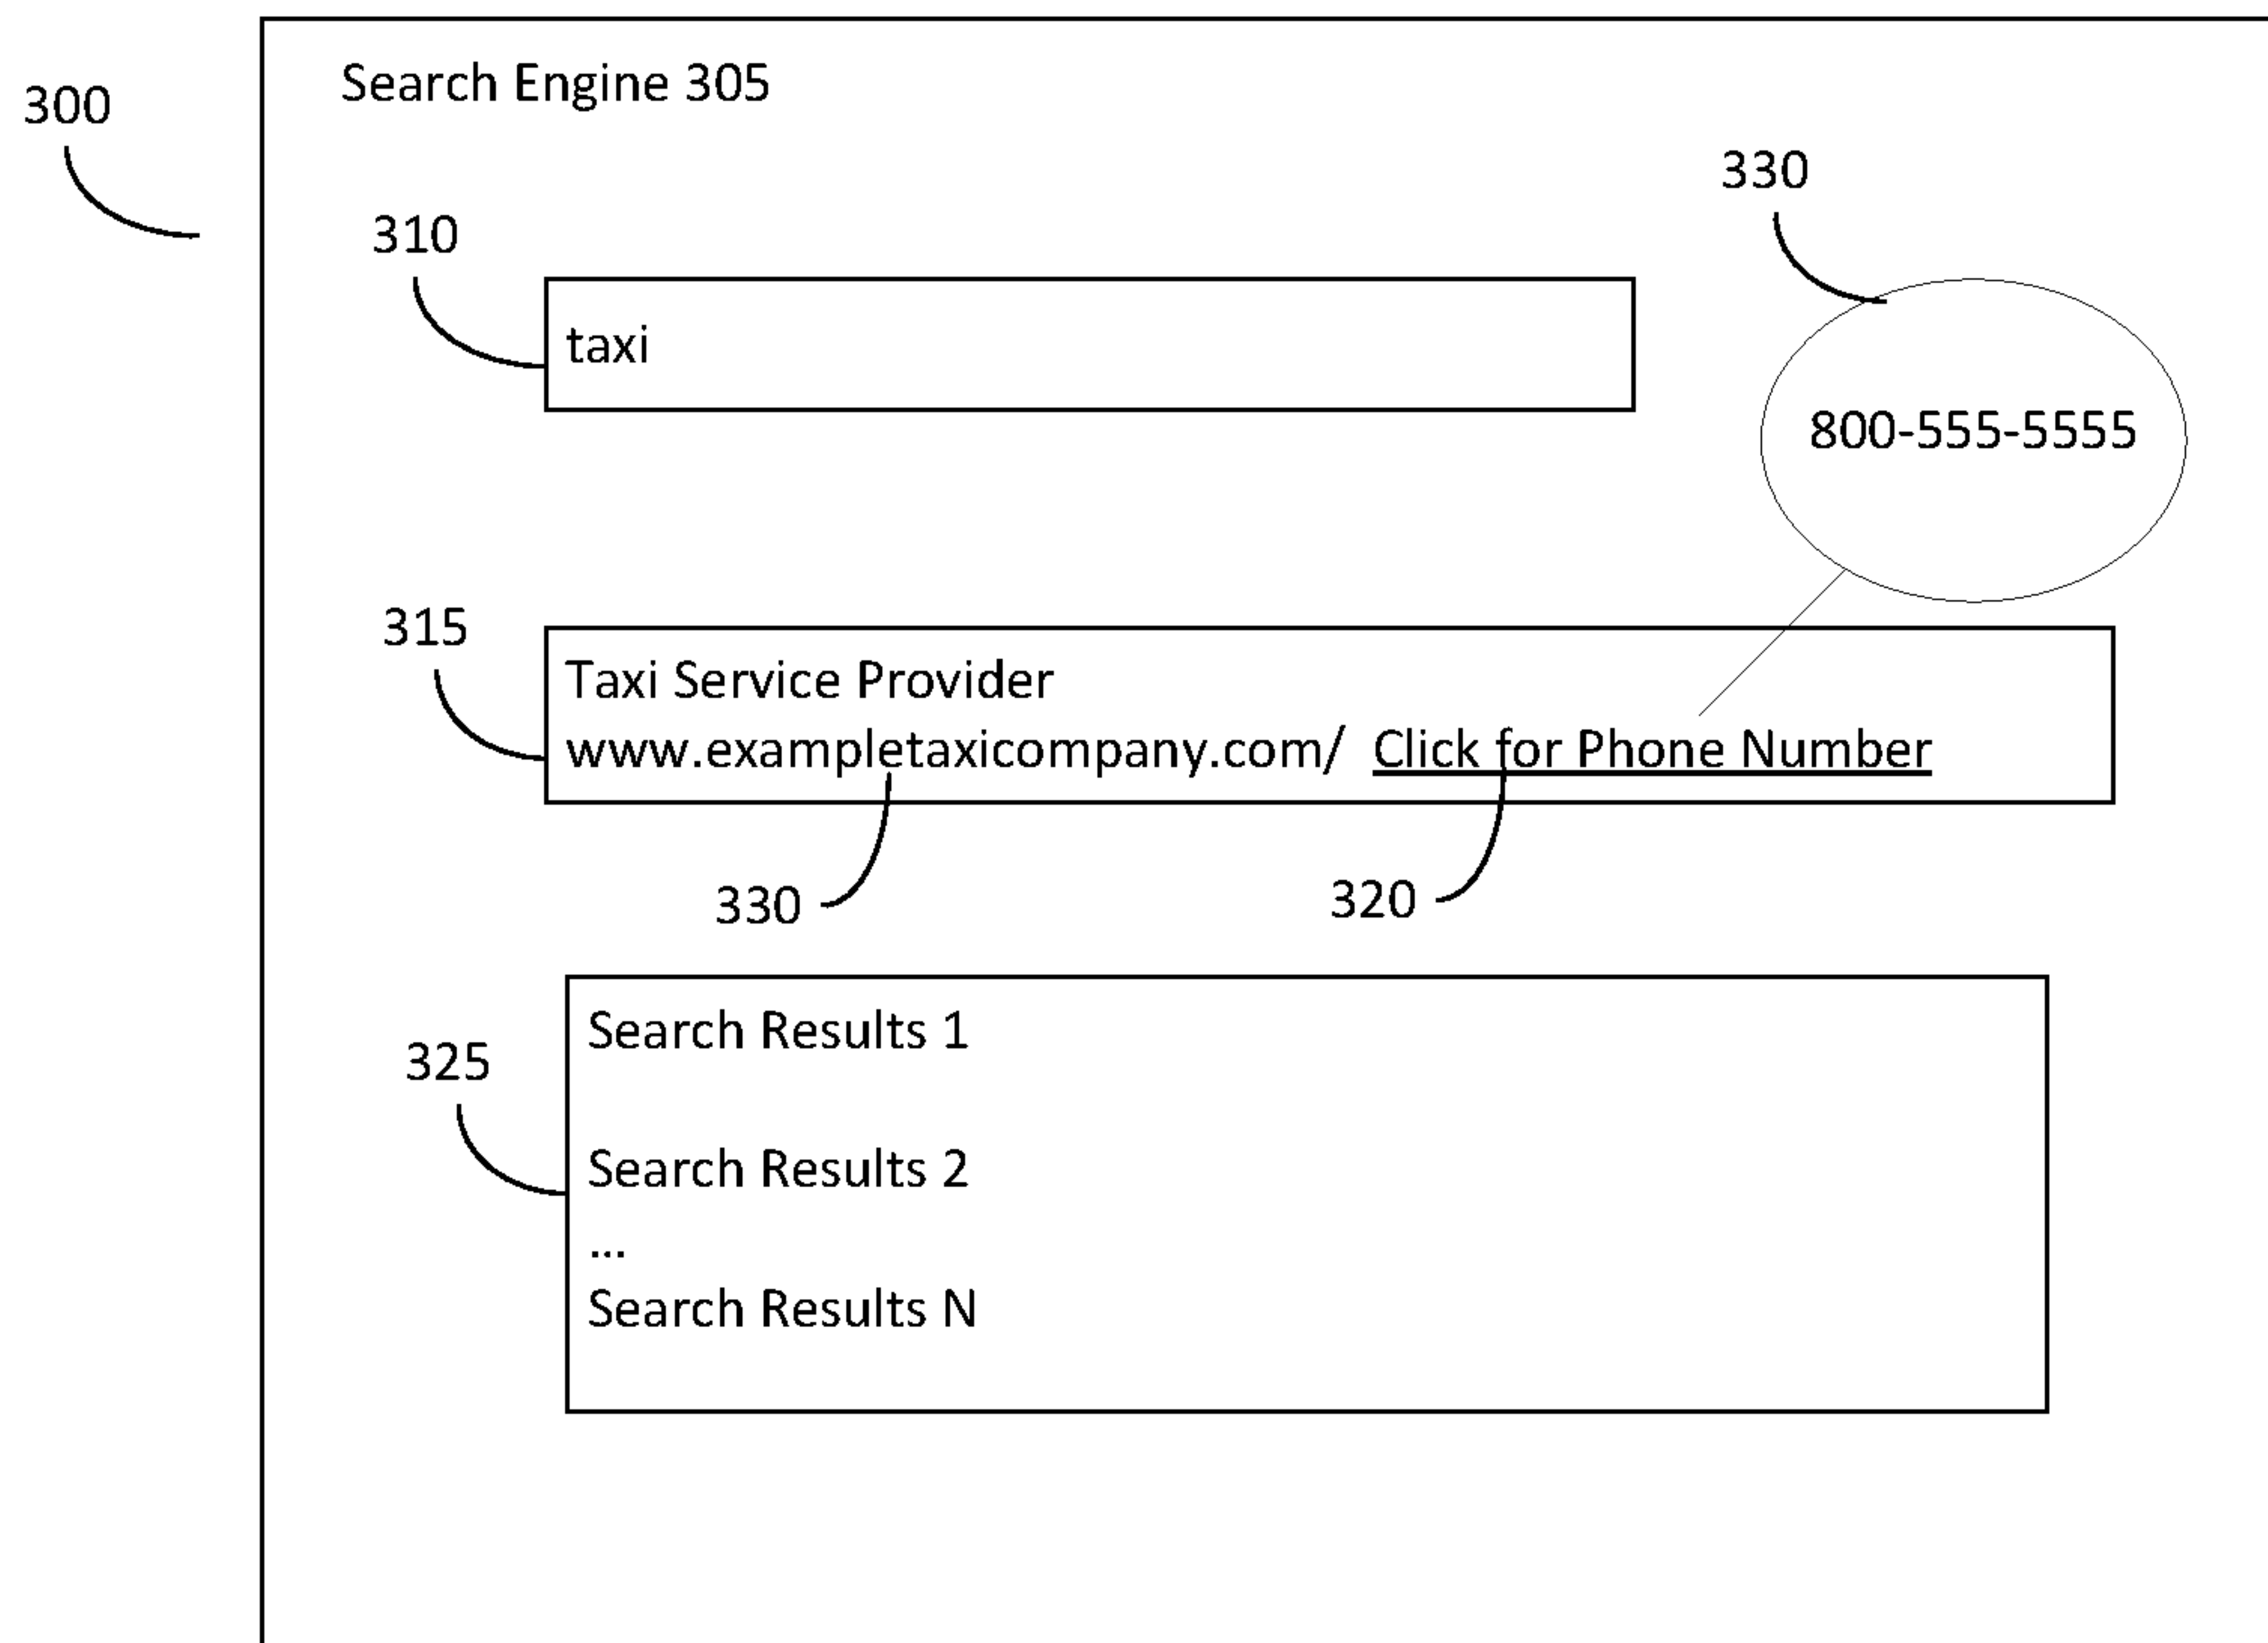 Search Engine 305
300
330
310
taxi
800-555-5555
315
Taxi Service Provider
www.exampletaxicompany.com/ Click for Phone Number
330
320
Search Results 1
325
Search Results 2
...
Search Results N